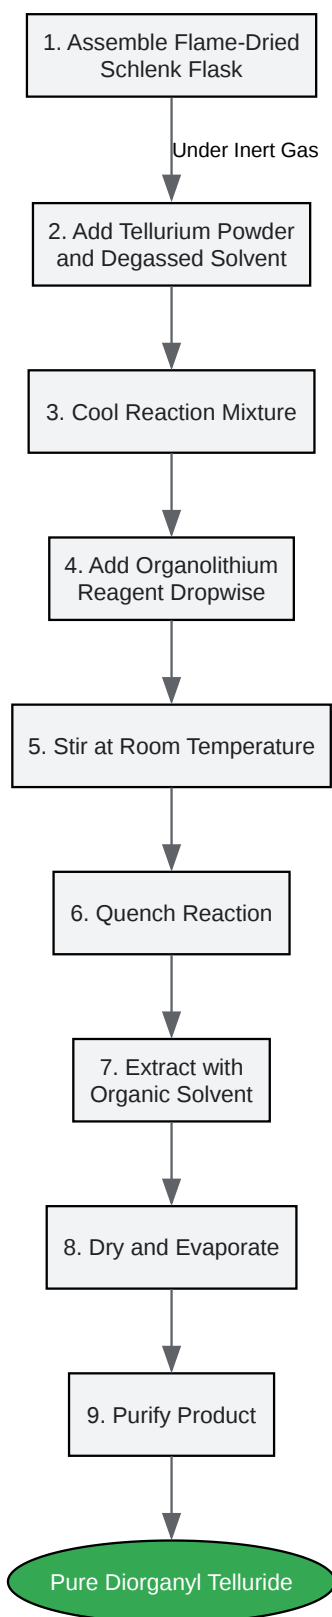 1. Assemble Flame-Dried
Schlenk Flask
Under Inert Gas
2. Add Tellurium Powder
and Degassed Solvent
3. Cool Reaction Mixture
4. Add Organolithium
Reagent Dropwise
5. Stir at Room Temperature
6. Quench Reaction
7. Extract with
Organic Solvent
8. Dry and Evaporate
9. Purify Product
Pure Diorganyl Telluride